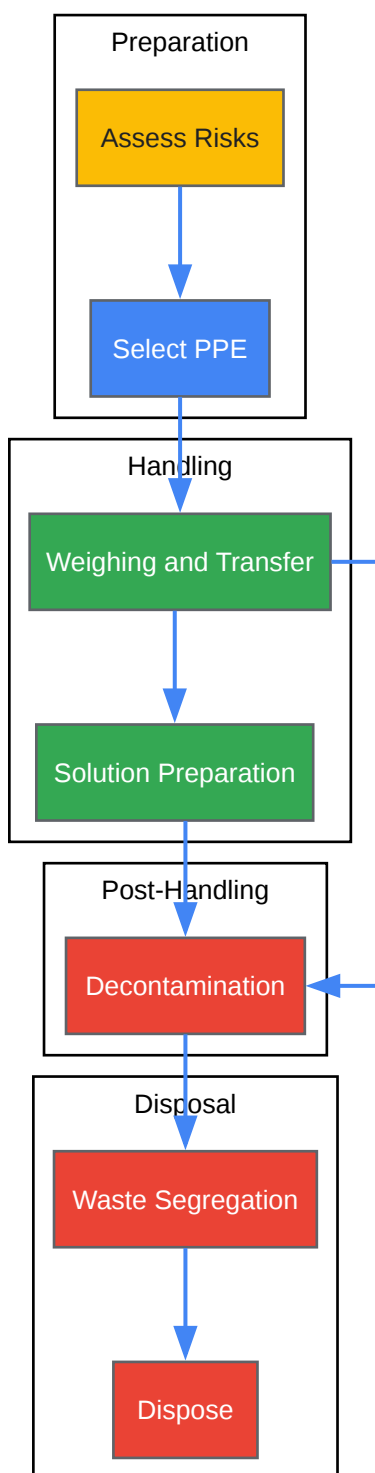 Preparation
Assess Risks
Select PPE
Handling
Weighing and Transfer
Solution Preparation
Post-Handling
Decontamination
Disposal
Waste Segregation
Dispose